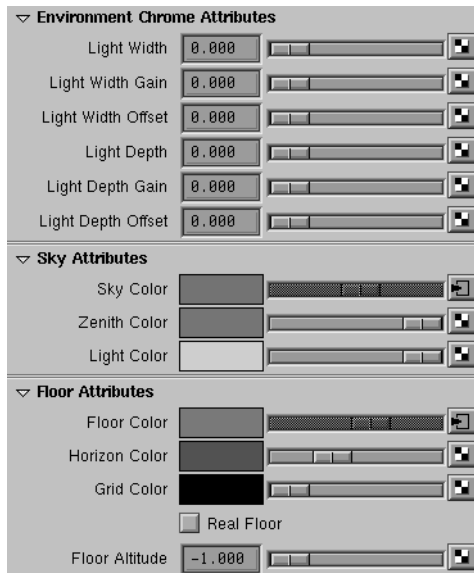 Environment Chrome Attributes
Light Width 0.000
Light Width Gain 0.000
Light Width Offset 0.000
Light Depth 0.000
Light Depth Gain 0.000
Light Depth Offset 0.000
Sky Attributes
Sky Color
Zenith Color
Light Color
Floor Attributes
Floor Color
Horizon Color
Grid Color
Real Floor
Floor Altitude -1.000